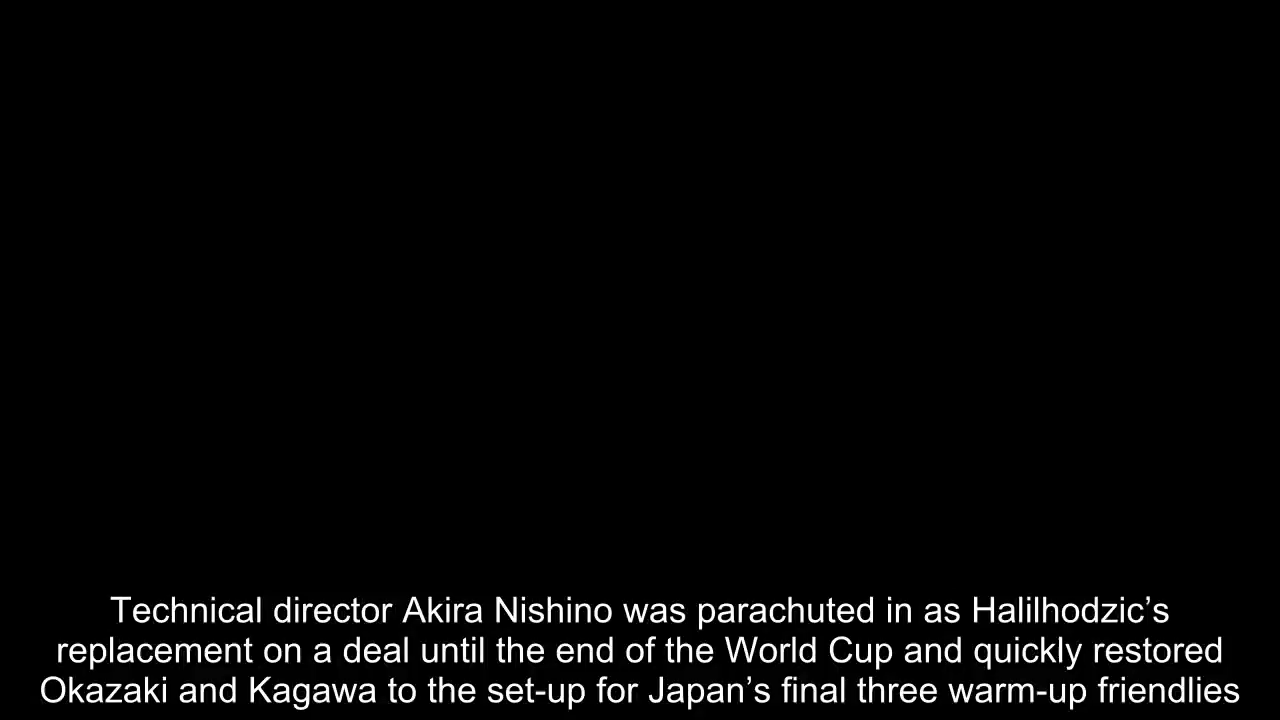 Technical director Akira Nishino was parachuted in as Halilhodzic’s
replacement on a deal until the end of the World Cup and quickly restored
Okazaki and Kagawa to the set-up for Japan’s final three warm-up friendlies